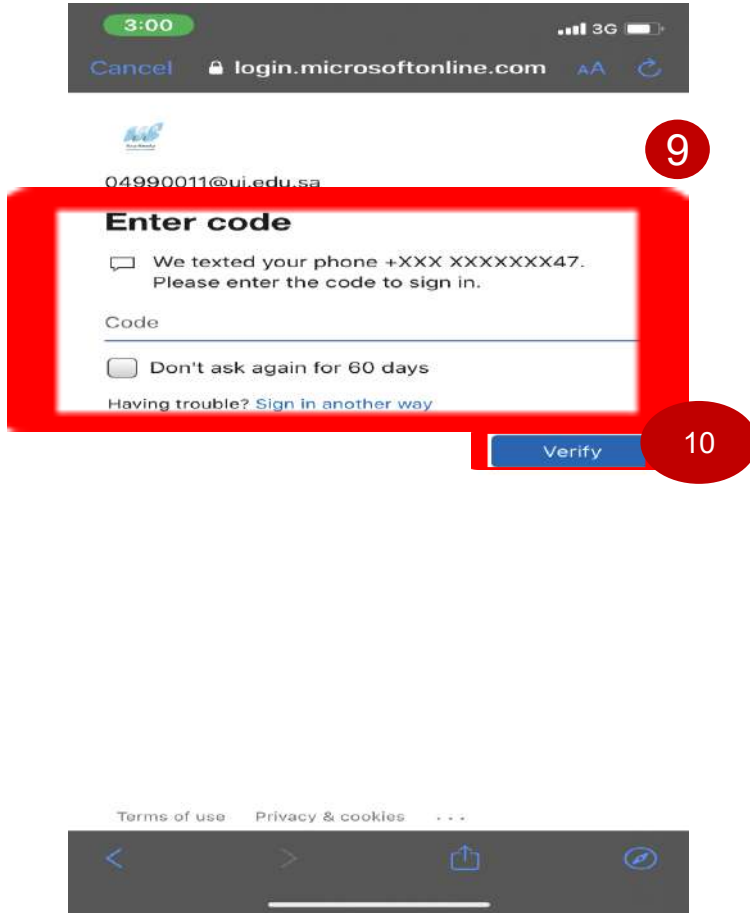 3:00
3G
Cancel login.microsoftonline.com AA
9
04990011@uj.edu.sa
Enter code
We texted your phone +XXX XXXXXXX47.
Please enter the code to sign in.
Code
Don't ask again for 60 days
Having trouble? Sign in another way
Verify
10
Terms of use Privacy & cookies ...